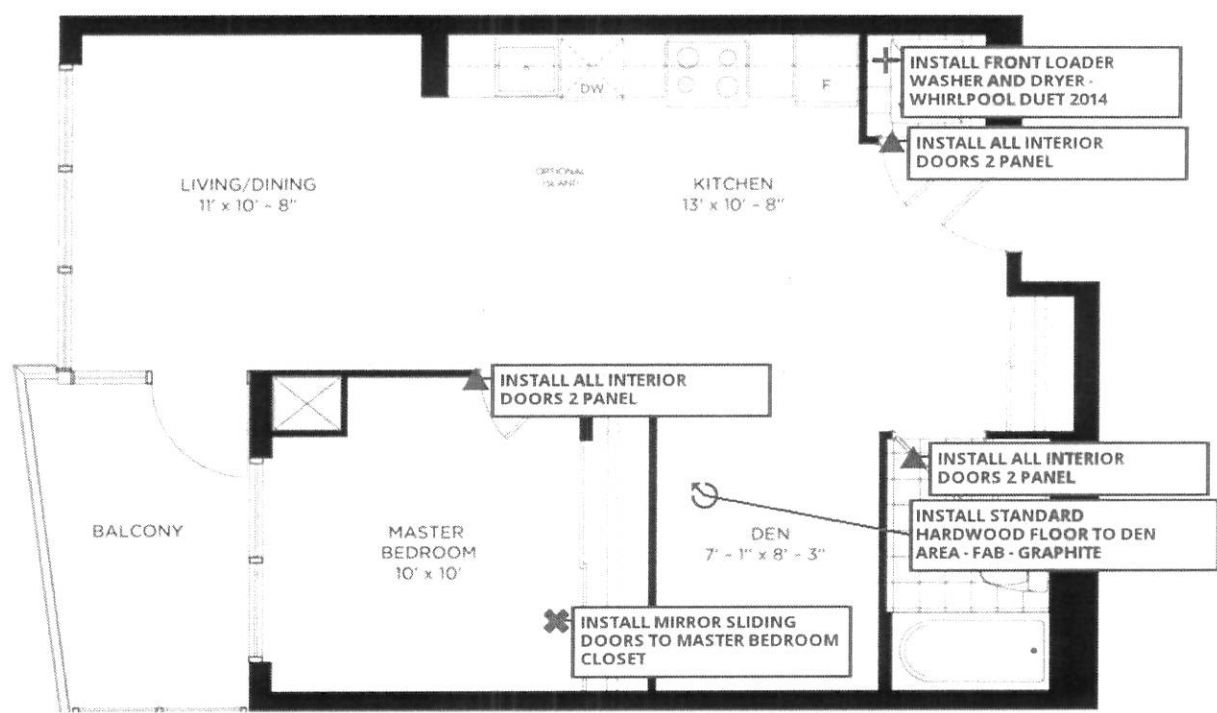 DW
F
INSTALL FRONT LOADER
WASHER AND DRYER -
WHIRLPOOL DUET 2014
INSTALL ALL INTERIOR
DOORS 2 PANEL
LIVING/DINING
11' x 10' - 8"
OPTIONAL
ISLAND
KITCHEN
13' x 10' - 8"
INSTALL ALL INTERIOR
DOORS 2 PANEL
INSTALL ALL INTERIOR
DOORS 2 PANEL
BALCONY
MASTER
BEDROOM
10' x 10'
DEN
7' - 1" x 8' - 3"
INSTALL STANDARD
HARDWOOD FLOOR TO DEN
AREA - FAB - GRAPHITE
INSTALL MIRROR SLIDING
DOORS TO MASTER BEDROOM
CLOSET